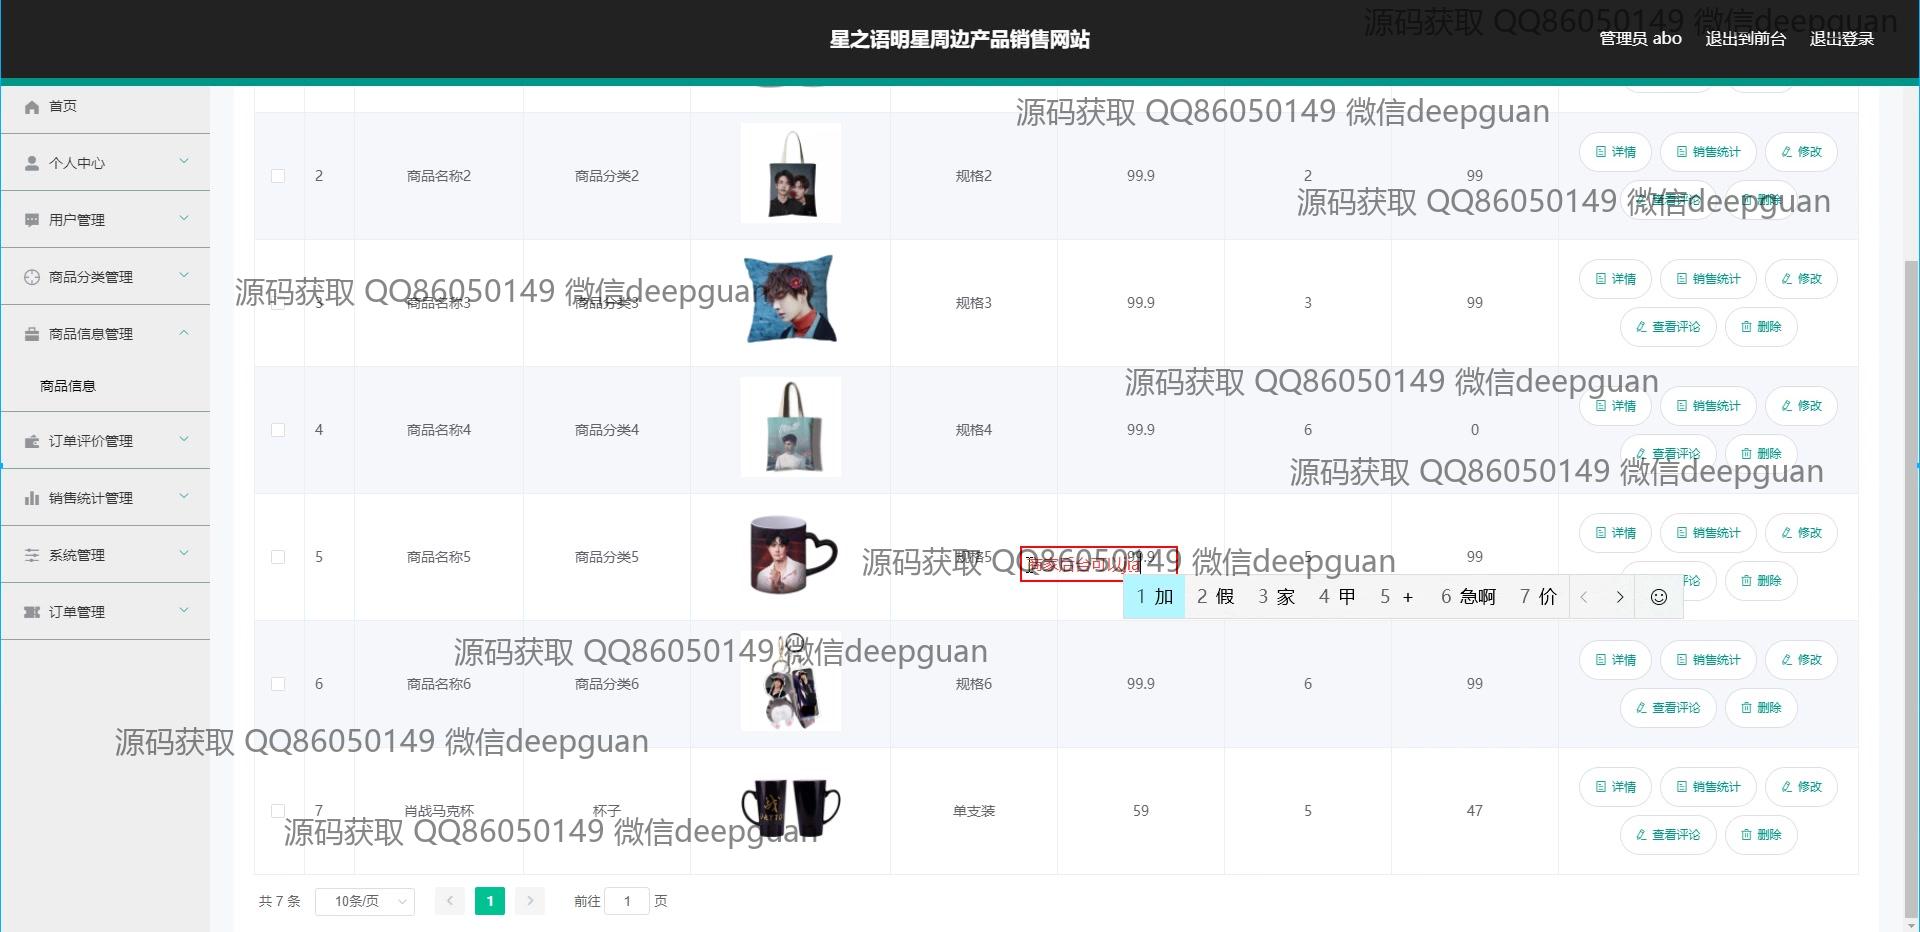 星之语明星周边产品销售网站
源码获取 QQ86050149 微信deepguan
管理员 abo 退出到前台 退出登录
首页
源码获取 QQ86050149 微信deepguan
个人中心
用户管理
商品分类管理
商品信息管理
商品信息
订单评价管理
销售统计管理
系统管理
订单管理
2 商品名称2 商品分类2 规格2 99.9 2 99 详情 销售统计 修改
查看评论 删除
源码获取 QQ86050149 微信deepguan
源码获取 QQ86050149 微信deepguan
3 商品名称3 商品分类3 规格3 99.9 3 99 详情 销售统计 修改
查看评论 删除
源码获取 QQ86050149 微信deepguan
4 商品名称4 商品分类4 规格4 99.9 6 0 详情 销售统计 修改
查看评论 删除
源码获取 QQ86050149 微信deepguan
5 商品名称5 商品分类5 规格5 99.9 5 99 详情 销售统计 修改
源码获取 QQ86050149 微信deepguan
商家后台可以jia
评论 删除
1 加 2 假 3 家 4 甲 5 + 6 急啊 7 价
源码获取 QQ86050149 微信deepguan
6 商品名称6 商品分类6 规格6 99.9 6 99 详情 销售统计 修改
查看评论 删除
源码获取 QQ86050149 微信deepguan
7 肖战马克杯 杯子 单支装 59 5 47 详情 销售统计 修改
查看评论 删除
源码获取 QQ86050149 微信deepguan
共 7 条 10条/页 1 前往 1 页